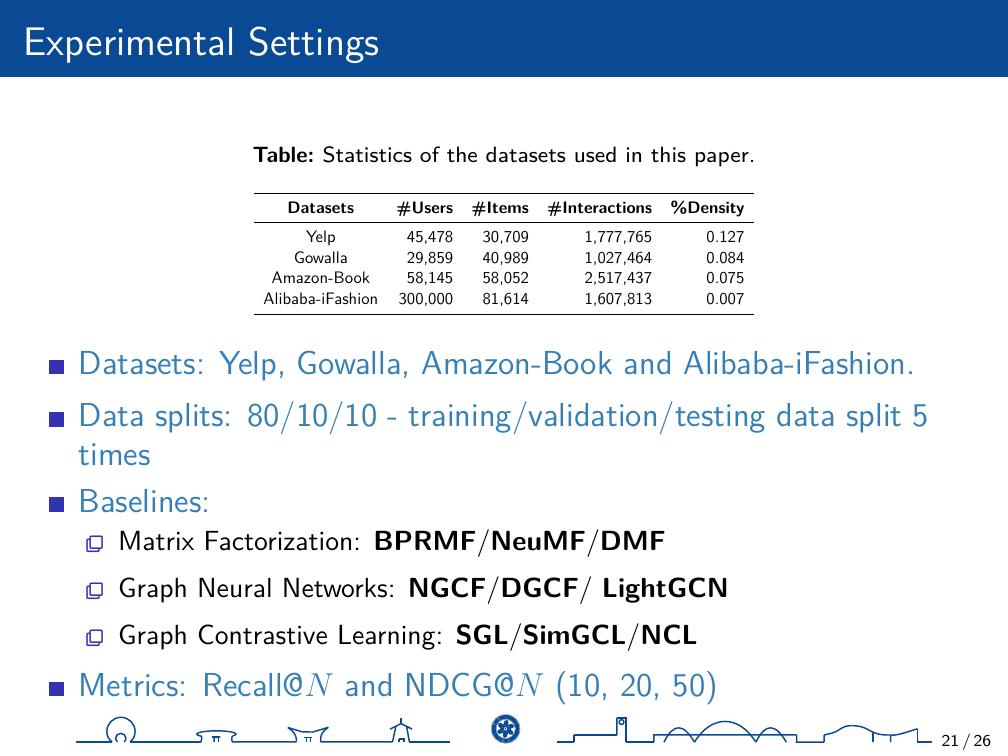 Experimental Settings
Table: Statistics of the datasets used in this paper.
Datasets #Users #Items #Interactions %Density
Yelp 45,478 30,709 1,777,765 0.127
Gowalla 29,859 40,989 1,027,464 0.084
Amazon-Book 58,145 58,052 2,517,437 0.075
Alibaba-iFashion 300,000 81,614 1,607,813 0.007
Datasets: Yelp, Gowalla, Amazon-Book and Alibaba-iFashion.
Data splits: 80/10/10 - training/validation/testing data split 5
times
Baselines:
Matrix Factorization: BPRMF/NeuMF/DMF
Graph Neural Networks: NGCF/DGCF/ LightGCN
Graph Contrastive Learning: SGL/SimGCL/NCL
Metrics: Recall@N and NDCG@N (10, 20, 50)
21 / 26